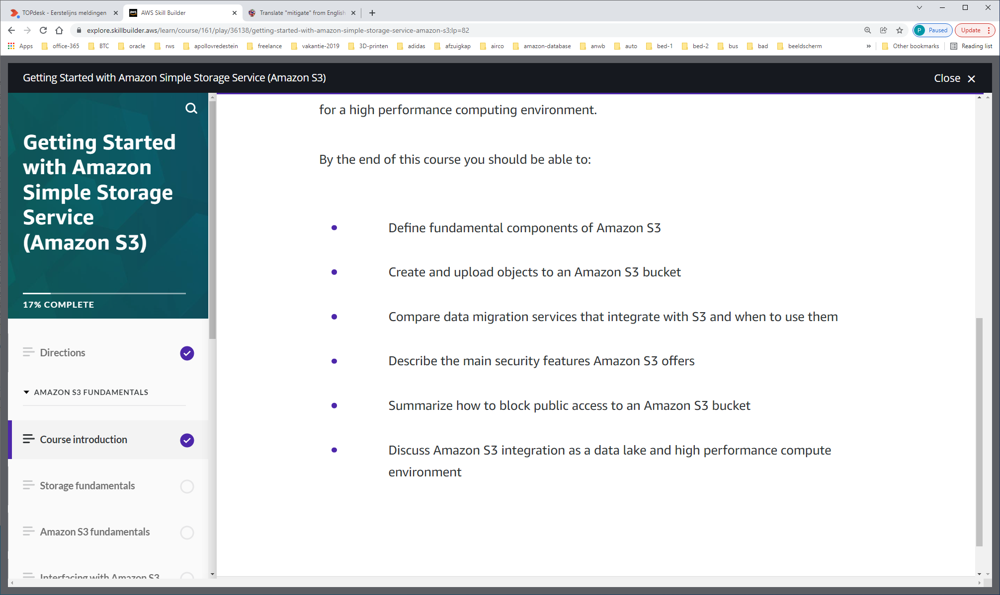 TOPdesk - Eerstelijns meldingen
AWS Skill Builder
Translate "mitigate" from English
explore.skillbuilder.aws/learn/course/161/play/36138/getting-started-with-amazon-simple-storage-service-amazon-s3;lp=82
P Paused
Update
Apps
office-365
BTC
oracle
rws
apollovredestein
freelance
vakantie-2019
3D-printen
adidas
afzuigkap
airco
amazon-database
anwb
auto
bed-1
bed-2
bus
bad
beeldscherm
»
Other bookmarks
Reading list
Getting Started with Amazon Simple Storage Service (Amazon S3)
Close
Getting Started
with Amazon
Simple Storage
Service
(Amazon S3)
17% COMPLETE
Directions
AMAZON S3 FUNDAMENTALS
Course introduction
Storage fundamentals
Amazon S3 fundamentals
Interfacing with Amazon S3
for a high performance computing environment.
By the end of this course you should be able to:
Define fundamental components of Amazon S3
Create and upload objects to an Amazon S3 bucket
Compare data migration services that integrate with S3 and when to use them
Describe the main security features Amazon S3 offers
Summarize how to block public access to an Amazon S3 bucket
Discuss Amazon S3 integration as a data lake and high performance compute
environment